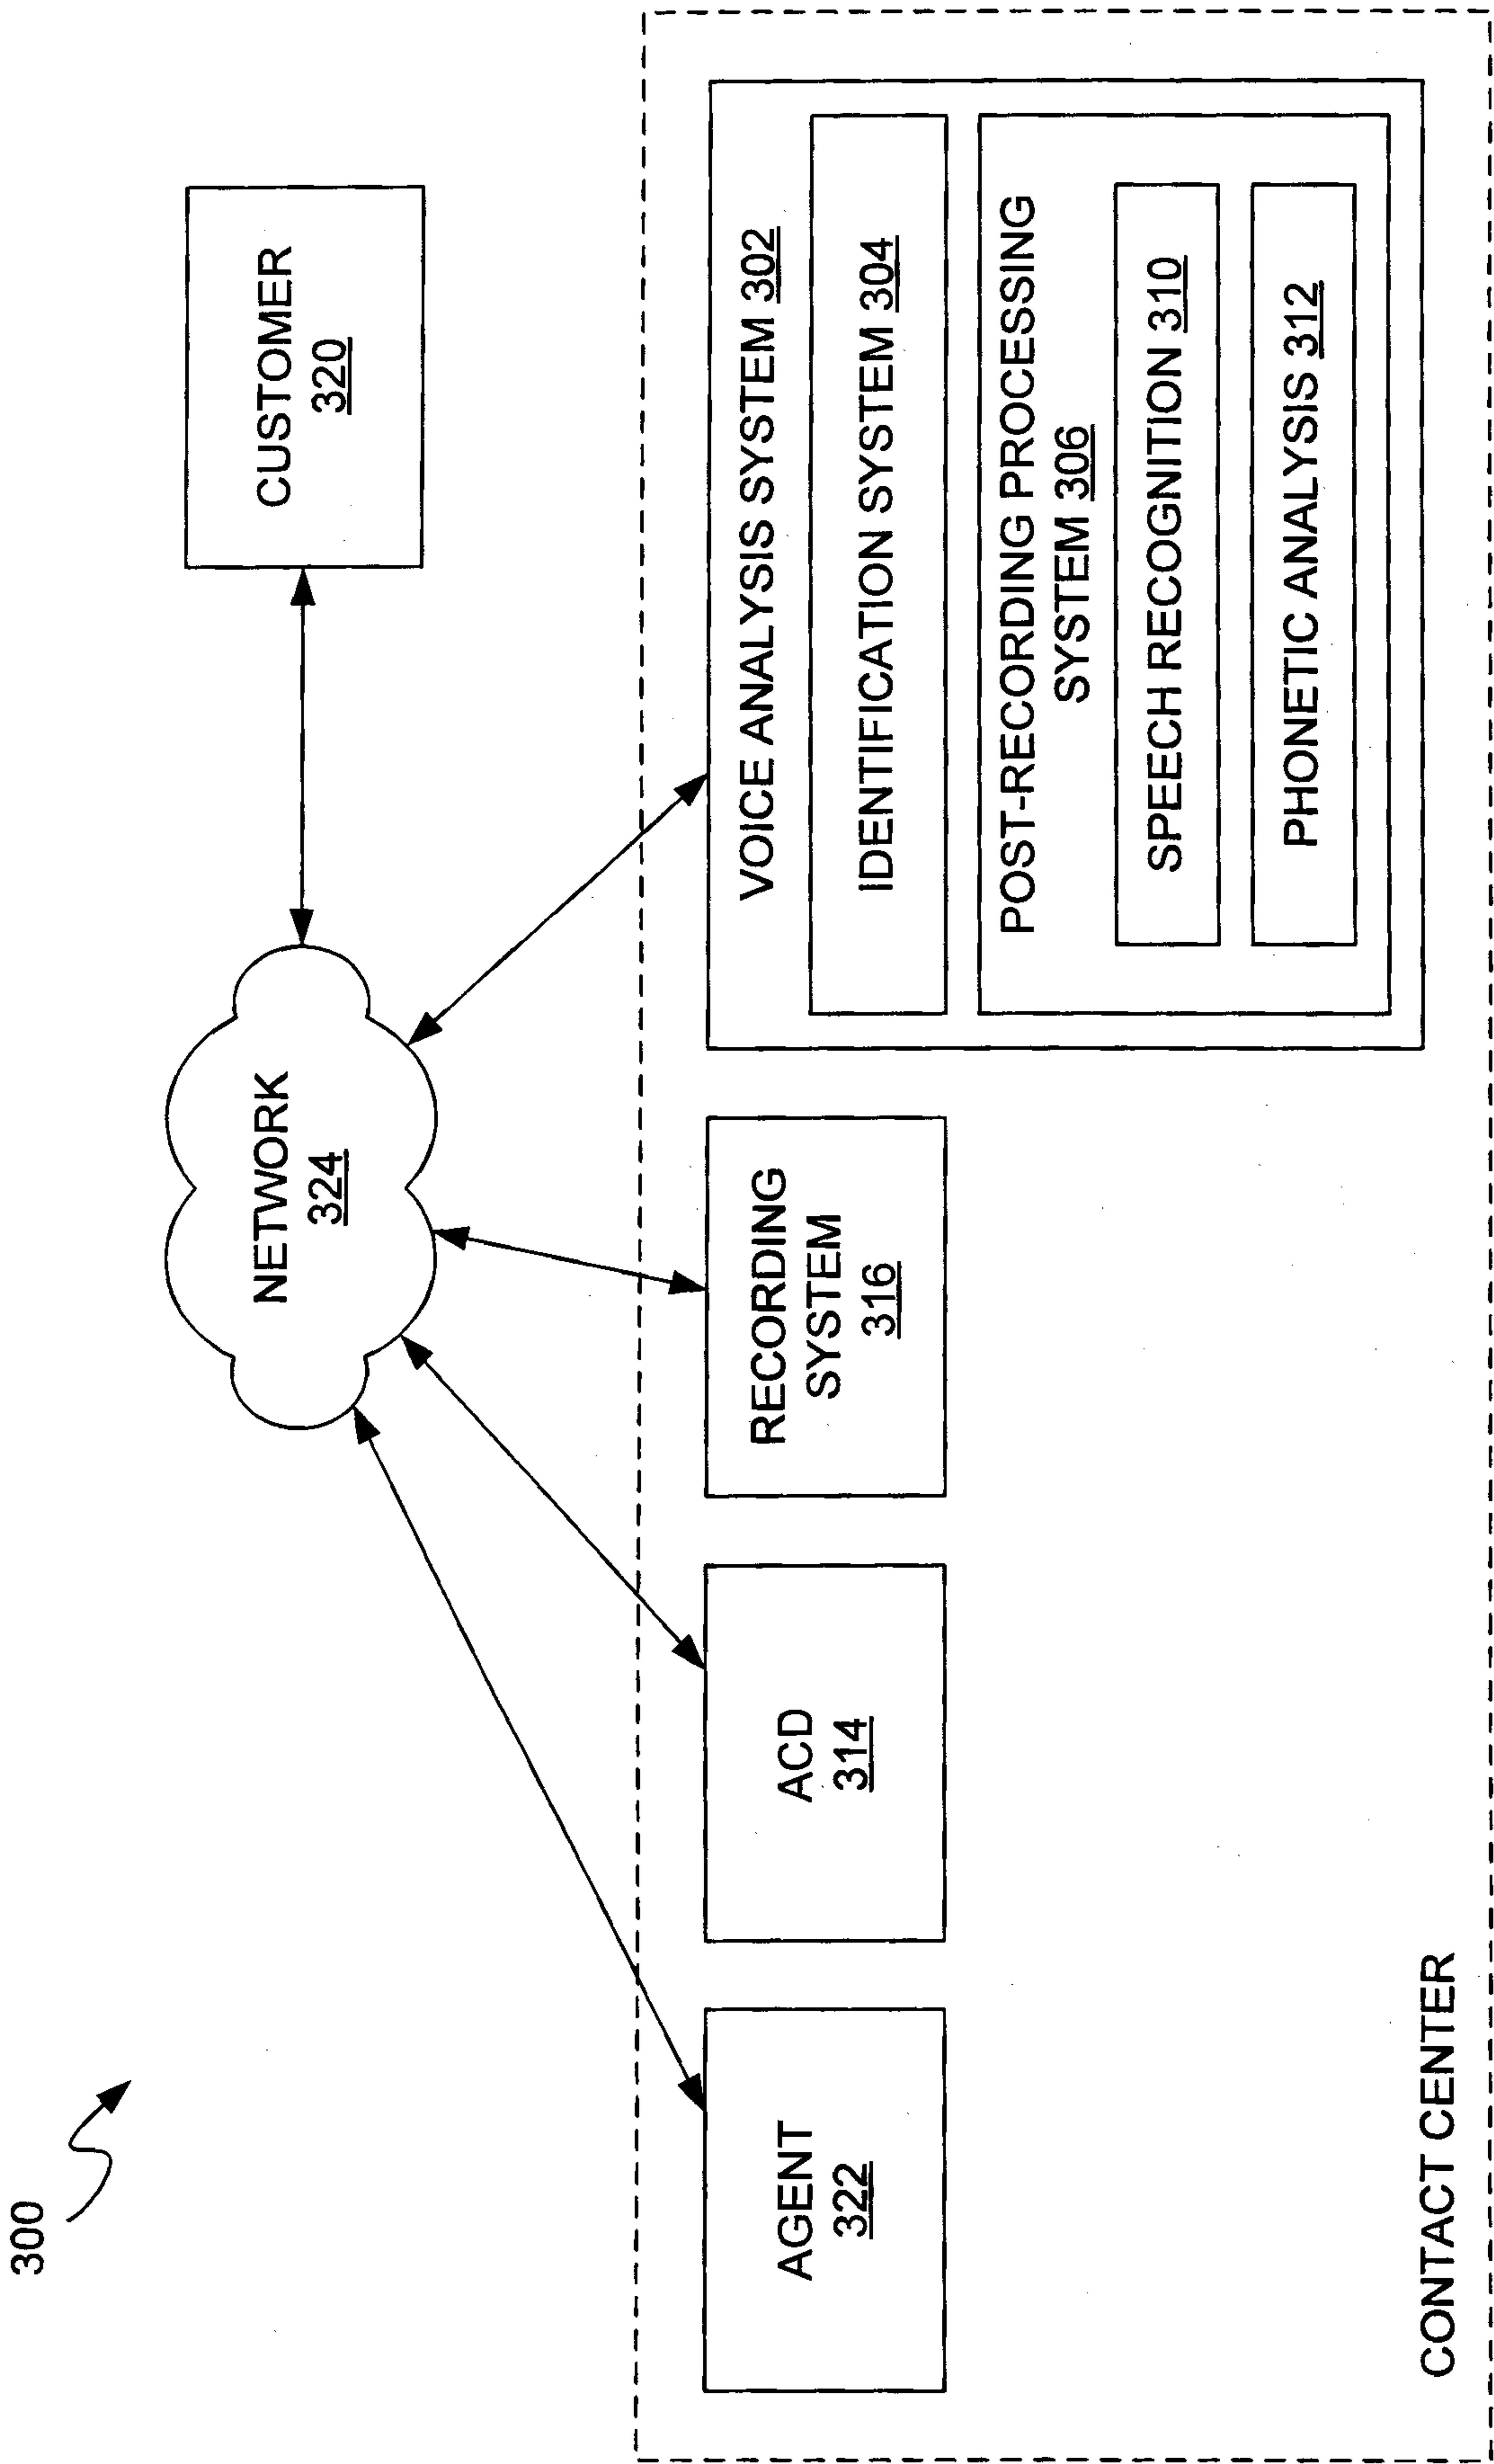 300
CUSTOMER
320
NETWORK
324
AGENT
322
ACD
314
RECORDING
SYSTEM
316
VOICE ANALYSIS SYSTEM 302
IDENTIFICATION SYSTEM 304
POST-RECORDING PROCESSING
SYSTEM 306
SPEECH RECOGNITION 310
PHONETIC ANALYSIS 312
CONTACT CENTER